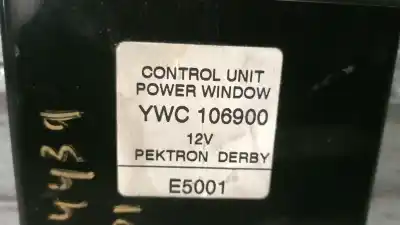 CONTROL UNIT
POWER WINDOW
YWC 106900
12V
PEKTRON DERBY
E5001